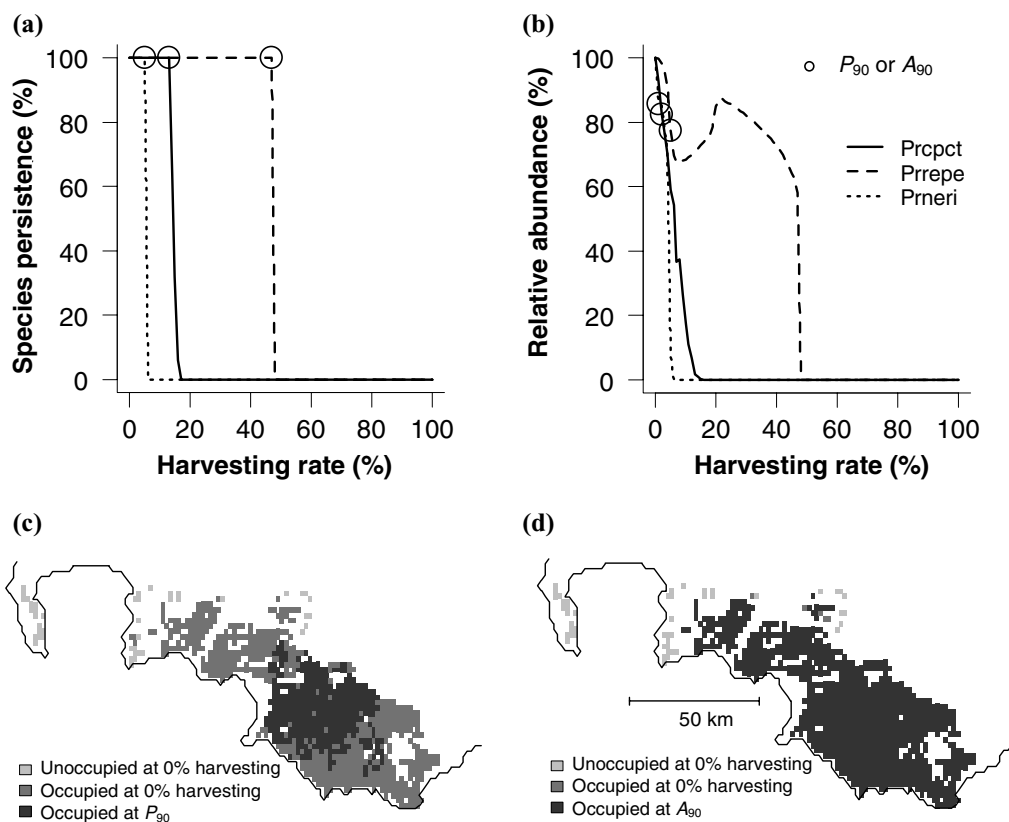 (a)
Species persistence (%)
100
80
60
40
20
0
0 20 40 60 80 100
Harvesting rate (%)
(b)
Relative abundance (%)
100
80
60
40
20
0
0 20 40 60 80 100
Harvesting rate (%)
P90 or A90
Prcpct
Prrepe
Prneri
(c)
Unoccupied at 0% harvesting
Occupied at 0% harvesting
Occupied at P90
(d)
50 km
Unoccupied at 0% harvesting
Occupied at 0% harvesting
Occupied at A90